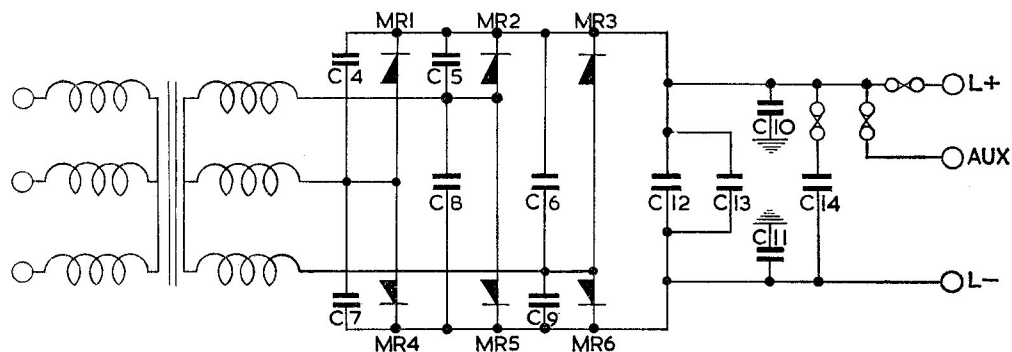 MR1 MR2 MR3
C4 C5
L+
C10
AUX
C8 C6 C12 C13 C14
C11
C7 C9
L–
MR4 MR5 MR6